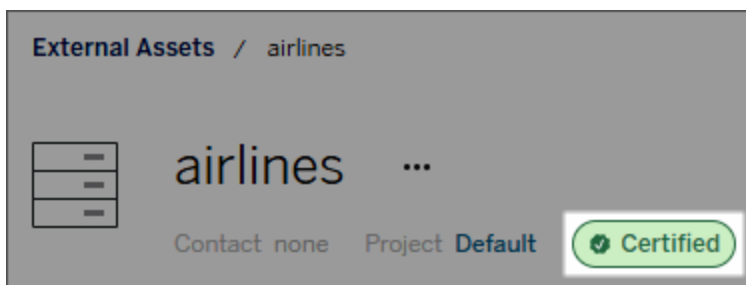 External Assets / airlines
airlines ...
Contact none Project Default Certified